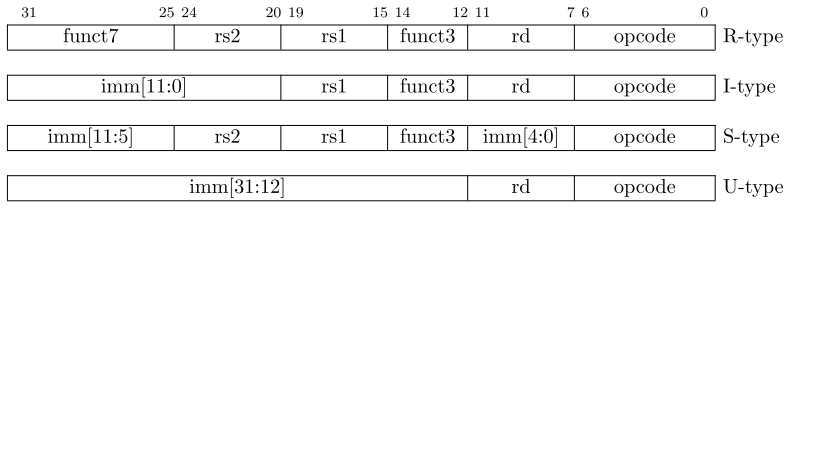 31 25 24 20 19 15 14 12 11 7 6 0
funct7 rs2 rs1 funct3 rd opcode R-type
imm[11:0] rs1 funct3 rd opcode I-type
imm[11:5] rs2 rs1 funct3 imm[4:0] opcode S-type
imm[31:12] rd opcode U-type